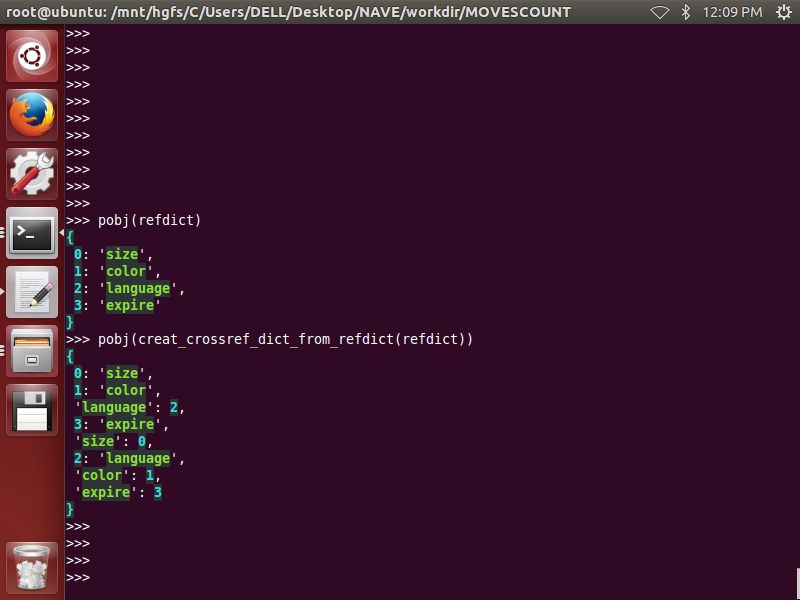 root@ubuntu: /mnt/hgfs/C/Users/DELL/Desktop/NAVE/workdir/MOVESCOUNT 12:09 PM
>>>
>>>
>>>
>>>
>>>
>>>
>>>
>>>
>>>
>>>
>>>
>>> pobj(refdict)
{
0: 'size',
1: 'color',
2: 'language',
3: 'expire'
}
>>> pobj(creat_crossref_dict_from_refdict(refdict))
{
0: 'size',
1: 'color',
'language': 2,
3: 'expire',
'size': 0,
2: 'language',
'color': 1,
'expire': 3
}
>>>
>>>
>>>
>>>